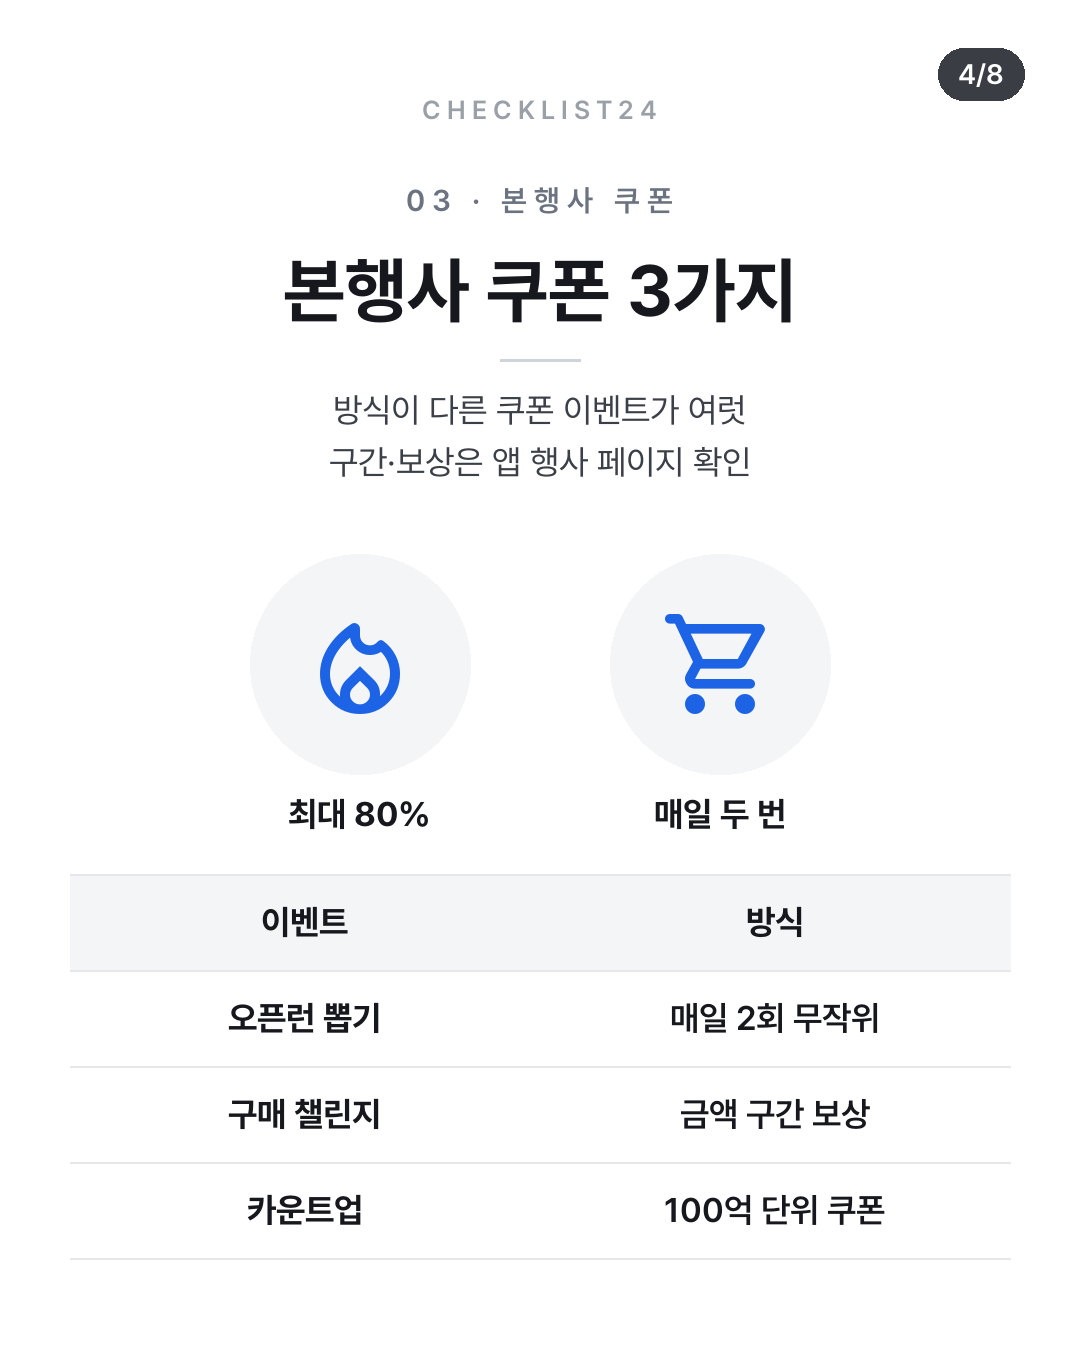 4/8
CHECKLIST24
03 · 본행사 쿠폰
본행사 쿠폰 3가지
방식이 다른 쿠폰 이벤트가 여럿
구간·보상은 앱 행사 페이지 확인
최대 80% 매일 두 번
이벤트 방식
오픈런 뽑기 매일 2회 무작위
구매 챌린지 금액 구간 보상
카운트업 100억 단위 쿠폰